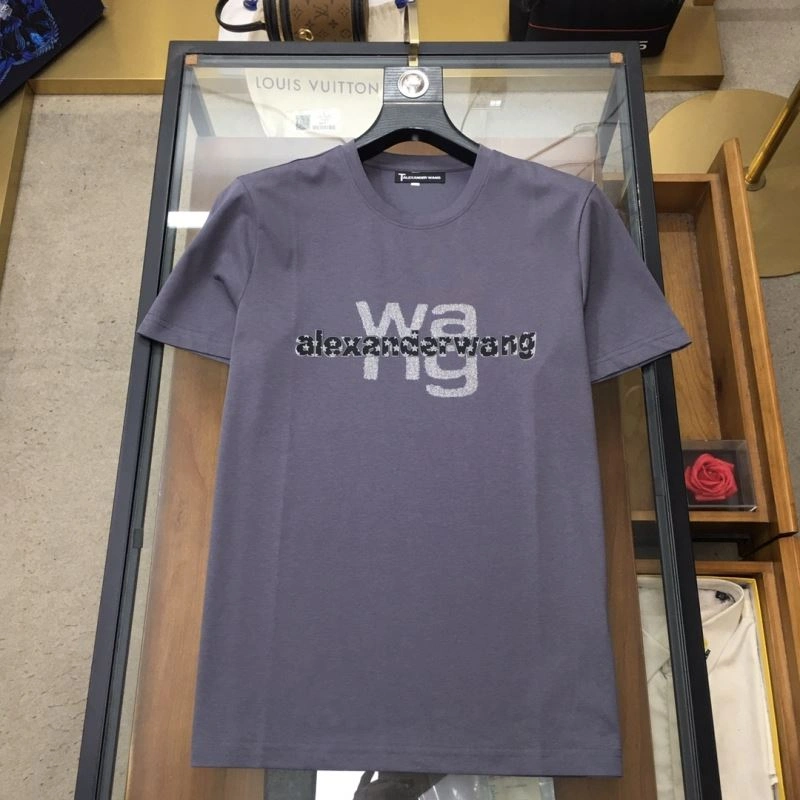 LOUIS VUITTON
T ALEXANDER WANG
wa
alexanderwang
ng